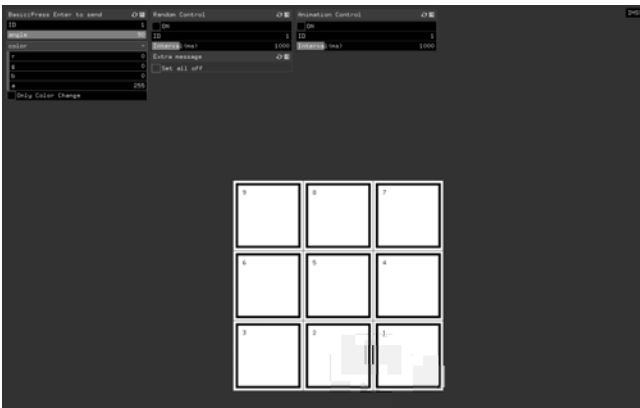 Basic:Press Enter to send
ID 1
angle 90
color
r 0
g 0
b 0
a 255
Only Color Change
Random Control
ON
ID 1
Interval(ms) 1000
Extra message
Set all off
Animation Control
ON
ID 1
Interval(ms) 1000
9 8 7
6 5 4
3 2 1